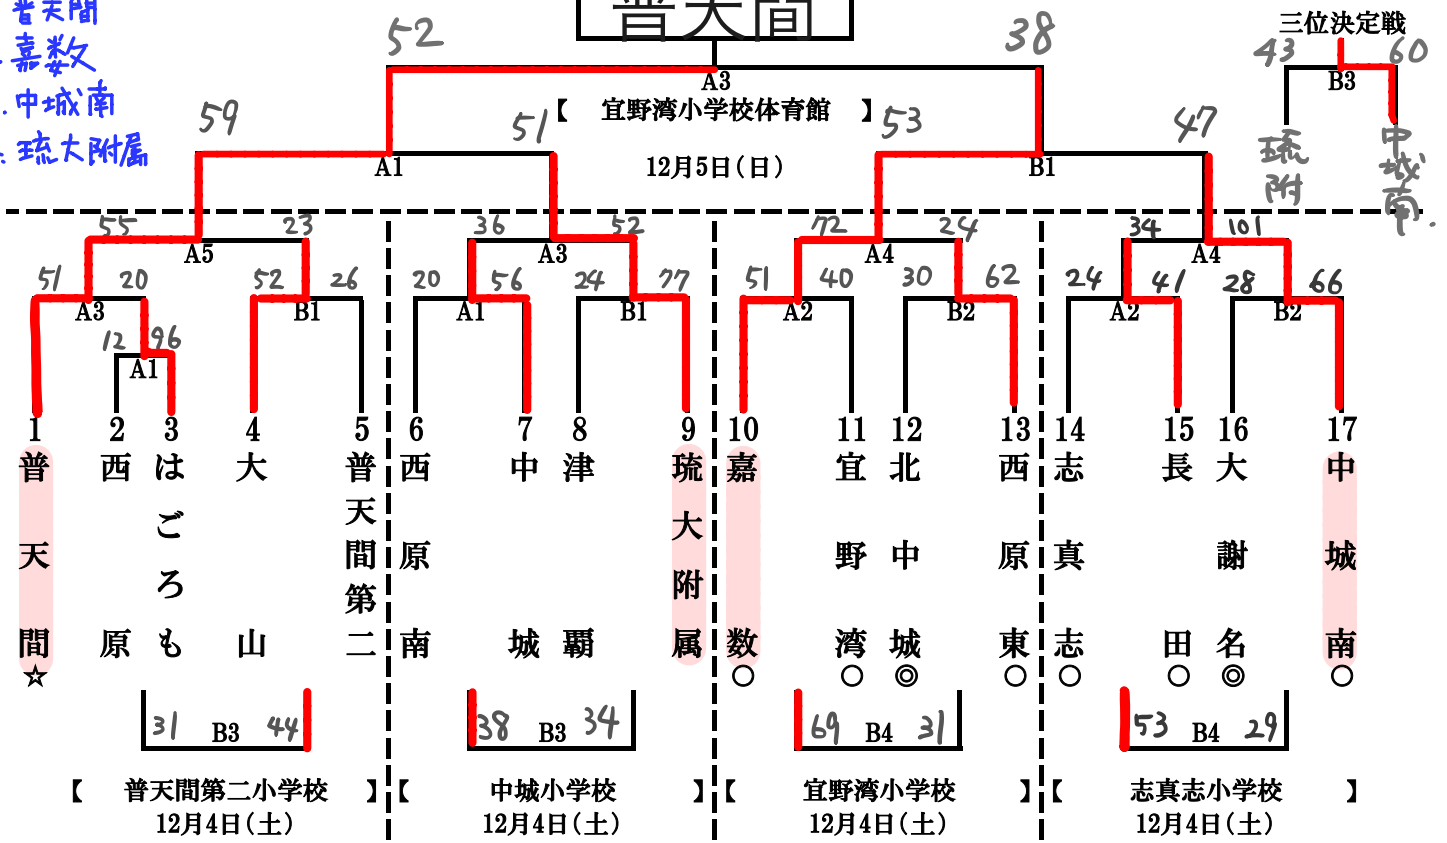 普天間
普天間
嘉数
中城南
琉大附属
三位決定戦
52
38
43
60
A3
B3
【 宜野湾小学校体育館 】
59
51
53
47
12月5日(日)
A1
B1
琉附
中城南.
55
23
36
52
72
24
34
101
A5
A3
A4
A4
51
20
52
26
20
56
24
77
51
40
30
62
24
41
28
66
A3
B1
A1
B1
A2
B2
A2
B2
12
96
A1
1
2
3
4
5
6
7
8
9
10
11
12
13
14
15
16
17
普天間☆
西原
はごろも
大山
普天間第二
西原南
中城
津覇
琉大附属
嘉数○
宜野湾○
北中城◎
西原東○
志真志○
長田○
大謝名◎
中城南○
31 B3 44
38 B3 34
69 B4 31
53 B4 29
【 普天間第二小学校 】
【 中城小学校 】
【 宜野湾小学校 】
【 志真志小学校 】
12月4日(土)
12月4日(土)
12月4日(土)
12月4日(土)